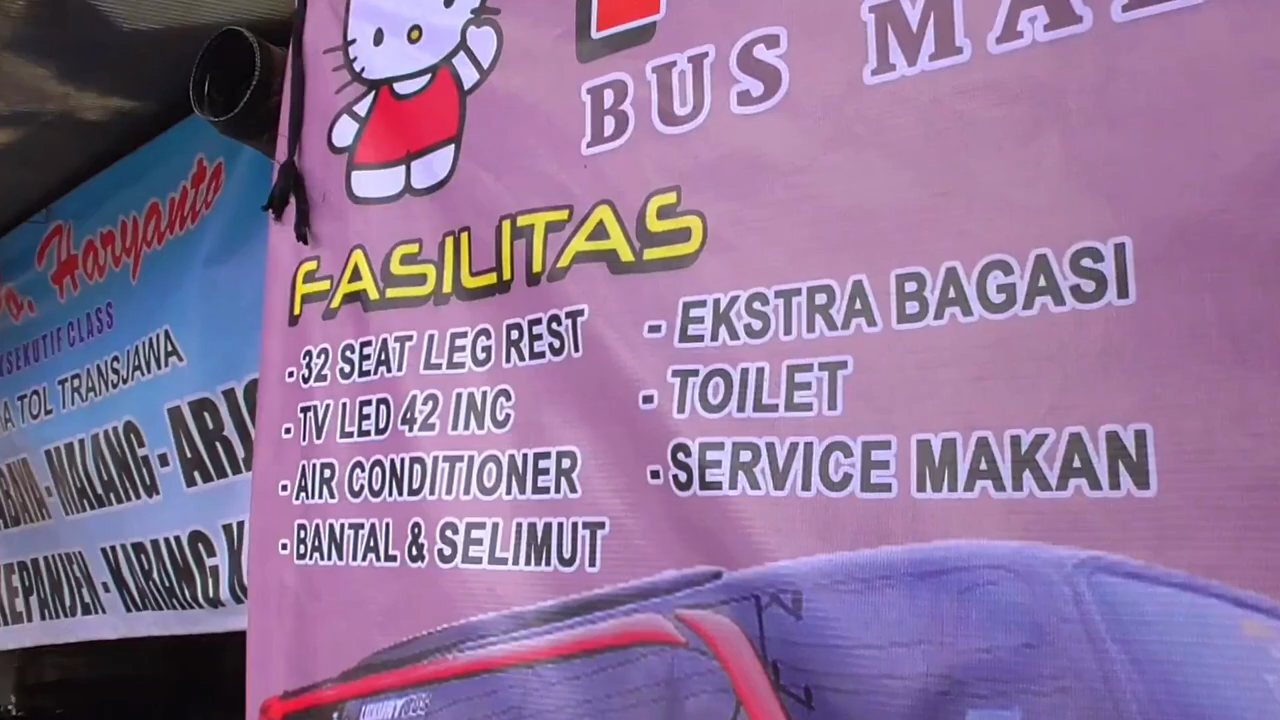 BUS
FASILITAS
- 32 SEAT LEG REST
- TV LED 42 INC
- AIR CONDITIONER
- BANTAL & SELIMUT
- EKSTRA BAGASI
- TOILET
- SERVICE MAKAN
Haryanto
CLASS
TOL TRANSJAWA
- MALANG -
KEPANJEN - KARANG